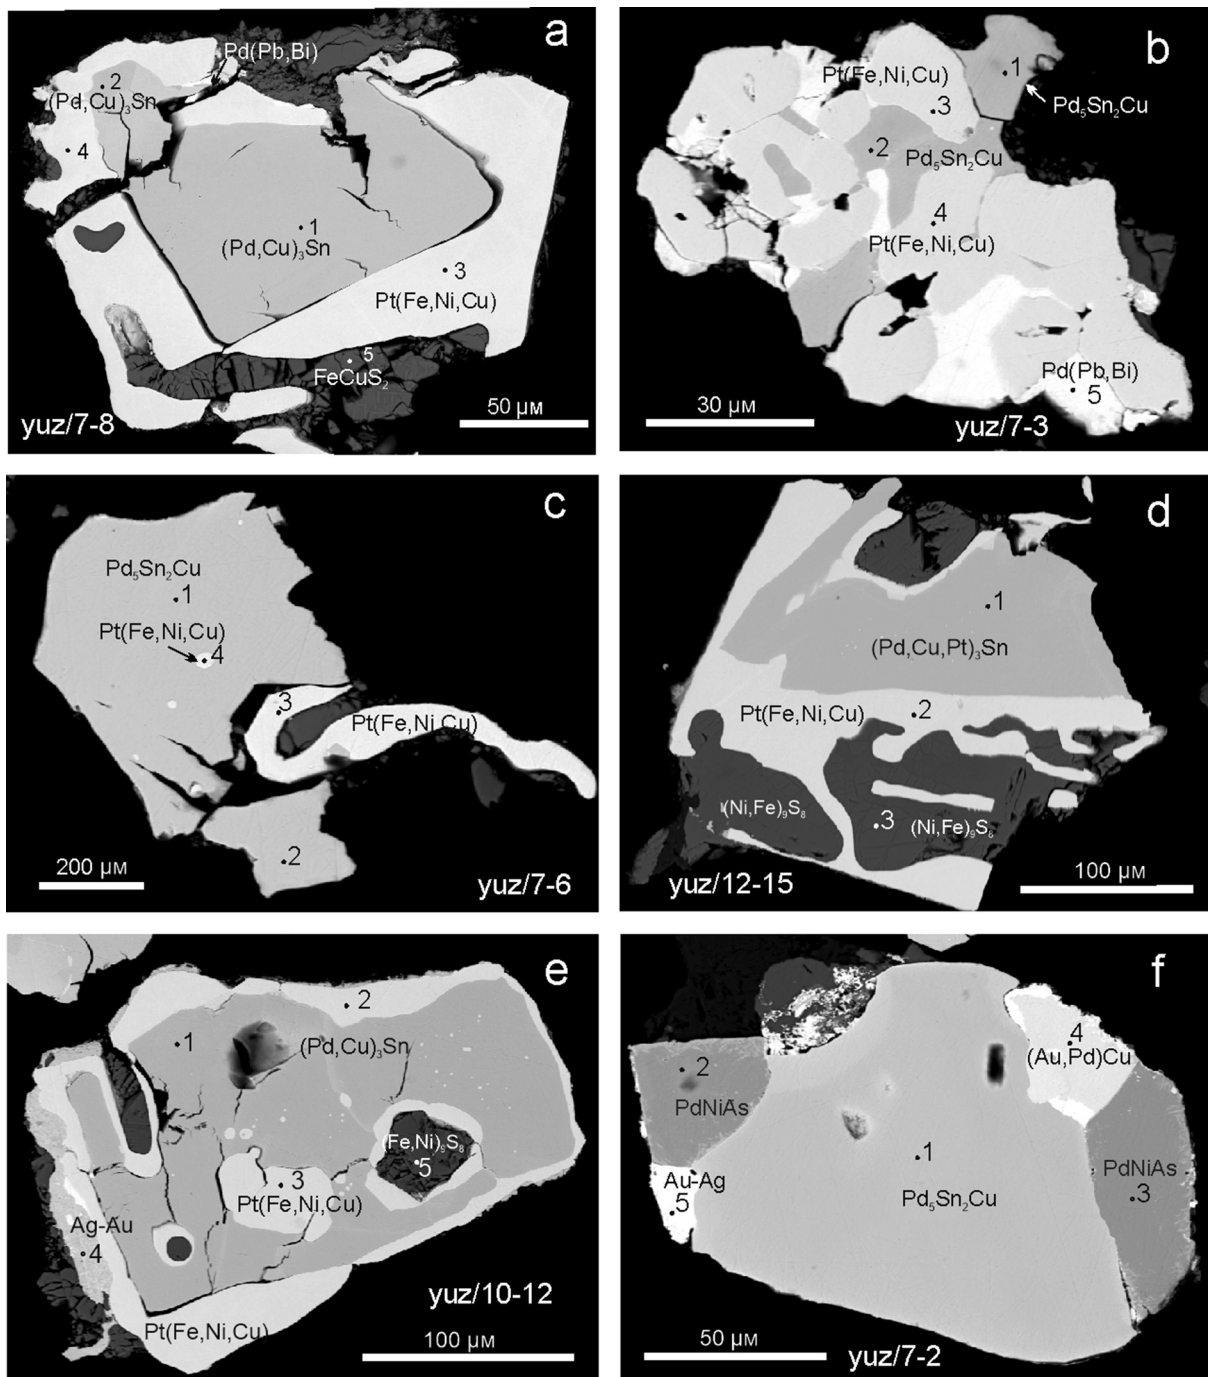 a
Pd(Pb,Bi)
2
(Pd,Cu)₃Sn
4
1
(Pd,Cu)₃Sn
3
Pt(Fe,Ni,Cu)
5
FeCuS₂
yuz/7-8
50 μм
b
Pt(Fe,Ni,Cu)
1
3
Pd₅Sn₂Cu
2
Pd₅Sn₂Cu
4
Pt(Fe,Ni,Cu)
Pd(Pb,Bi)
5
30 μм
yuz/7-3
c
Pd₅Sn₂Cu
1
Pt(Fe,Ni,Cu)
4
3
Pt(Fe,Ni,Cu)
2
200 μм
yuz/7-6
d
1
(Pd,Cu,Pt)₃Sn
Pt(Fe,Ni,Cu)
2
(Ni,Fe)₉S₈
3
(Ni,Fe)₉S₈
yuz/12-15
100 μм
e
2
1
(Pd,Cu)₃Sn
(Fe,Ni)₉S₈
5
3
Pt(Fe,Ni,Cu)
Ag-Au
4
Pt(Fe,Ni,Cu)
yuz/10-12
100 μм
f
4
(Au,Pd)Cu
2
PdNiAs
1
Au-Ag
5
PdNiAs
3
Pd₅Sn₂Cu
50 μм
yuz/7-2